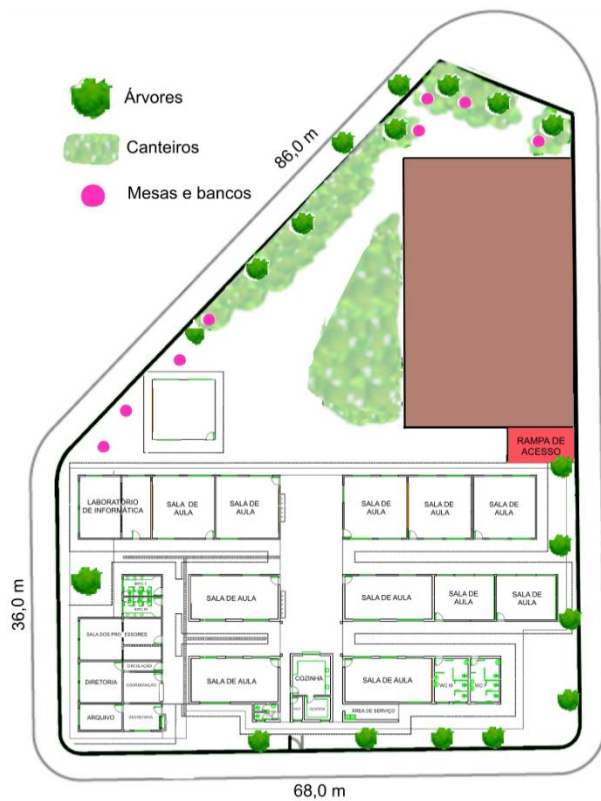 Árvores
Canteiros
Mesas e bancos
86,0 m
RAMPA DE
ACESSO
LABORATÓRIO
DE INFORMÁTICA
SALA DE
AULA
SALA DE
AULA
SALA DE
AULA
SALA DE
AULA
SALA DE
AULA
36,0 m
SALA DE AULA
SALA DE AULA
SALA DE
AULA
SALA DE
AULA
SALA DOS PROFESSORES
CIRCULAÇÃO
DIRETORIA
COORDENAÇÃO
SALA DE AULA
COZINHA
SALA DE AULA
WC M
WC F
ARQUIVO
SECRETARIA
ÁREA DE SERVIÇO
68,0 m